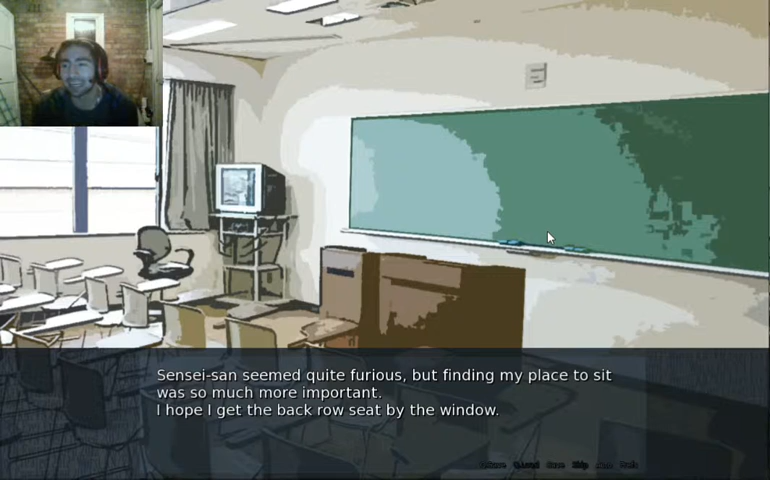 Sensei-san seemed quite furious, but finding my place to sit
was so much more important.
I hope I get the back row seat by the window.
Skip